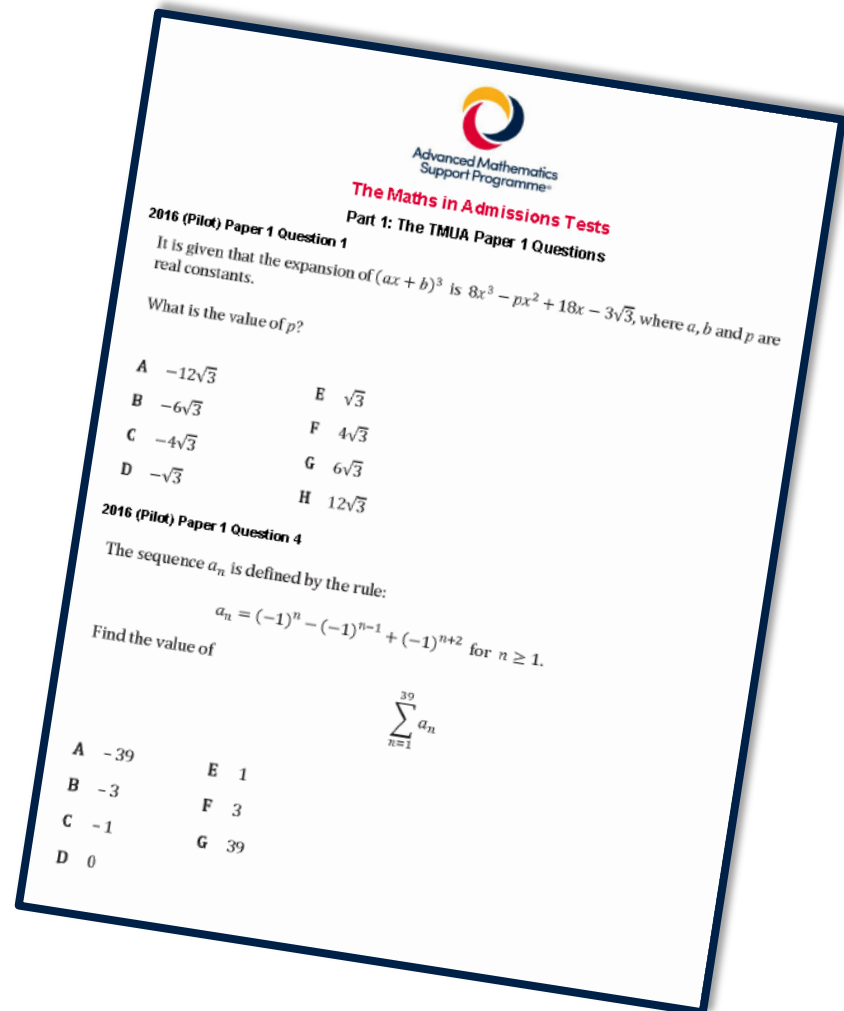 Advanced Mathematics
Support Programme®
The Maths in Admissions Tests
Part 1: The TMUA Paper 1 Questions
2016 (Pilot) Paper 1 Question 1
It is given that the expansion of (ax + b)³ is 8x³ − px² + 18x − 3√3, where a, b and p are
real constants.
What is the value of p?
A −12√3
B −6√3
C −4√3
D −√3
E √3
F 4√3
G 6√3
H 12√3
2016 (Pilot) Paper 1 Question 4
The sequence aₙ is defined by the rule:
aₙ = (−1)ⁿ − (−1)ⁿ⁻¹ + (−1)ⁿ⁺² for n ≥ 1.
Find the value of
39
∑ aₙ
n=1
A −39
B −3
C −1
D 0
E 1
F 3
G 39